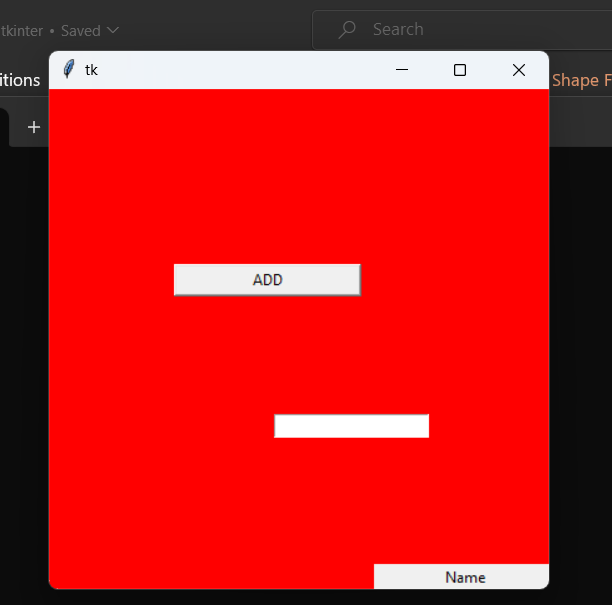 tkinter • Saved
Search
tk
itions
Shape F
ADD
Name